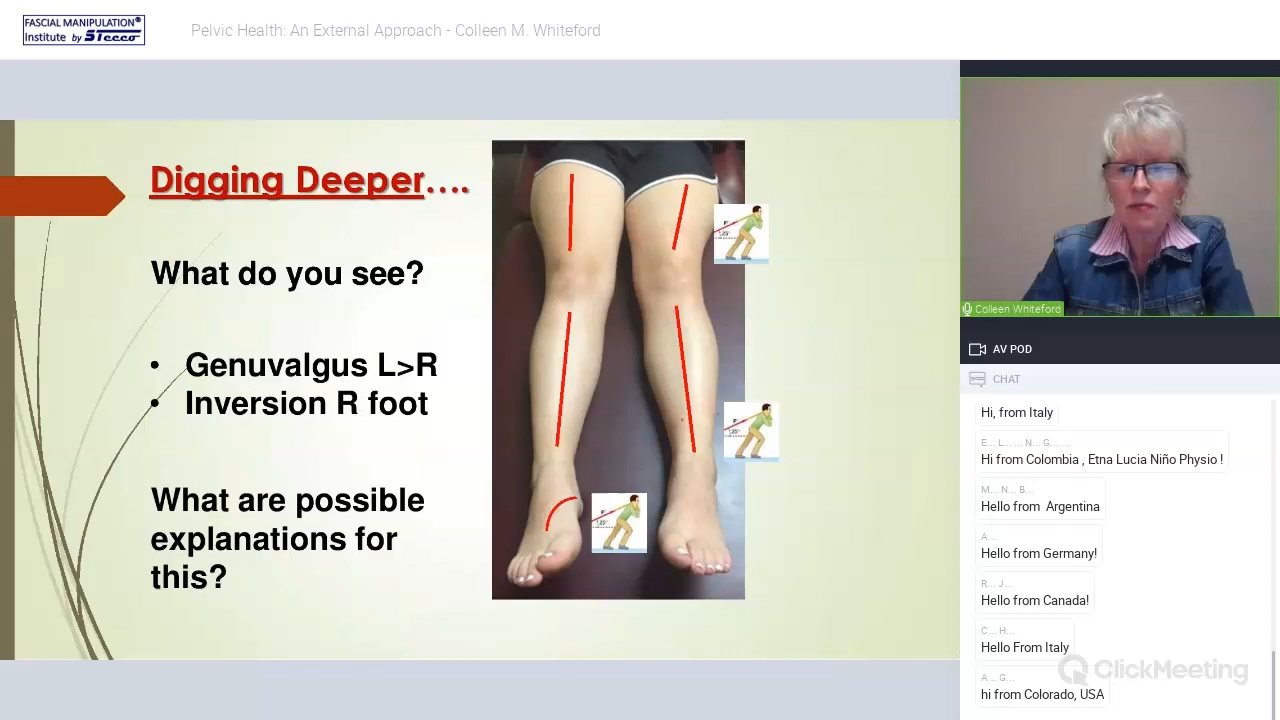 FASCIAL MANIPULATION®
Institute by Stecco
Pelvic Health: An External Approach - Colleen M. Whiteford
Digging Deeper….
What do you see?
• Genuvalgus L>R
• Inversion R foot
What are possible
explanations for
this?
Colleen Whiteford
AV POD
CHAT
Hi, from Italy
E... L... ... N... G... ...
Hi from Colombia , Etna Lucia Niño Physio !
M... N... B...
Hello from Argentina
A...
Hello from Germany!
R... J...
Hello from Canada!
C... H...
Hello From Italy
A... G...
hi from Colorado, USA
ClickMeeting